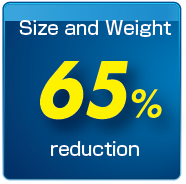 Size and Weight
65%
reduction